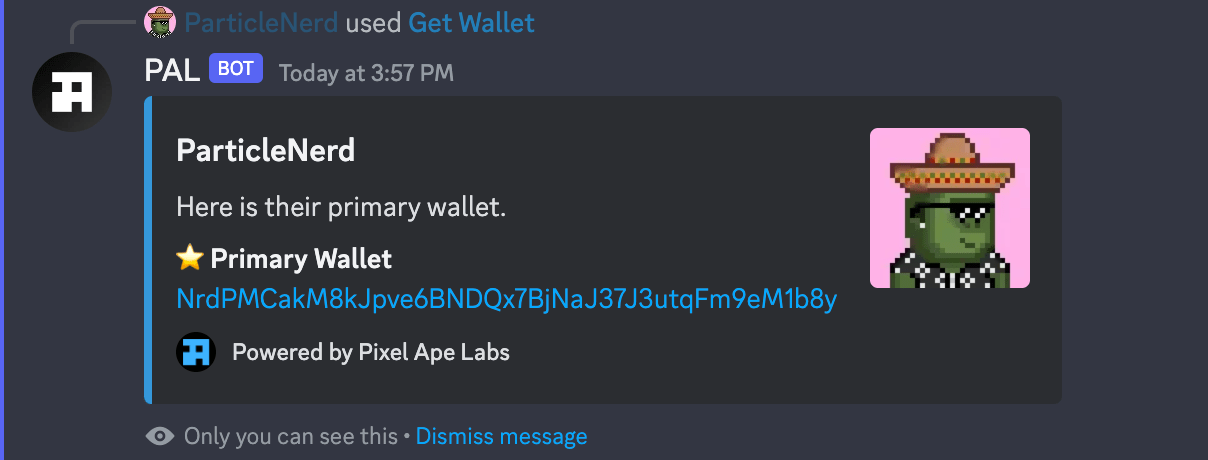 ParticleNerd used Get Wallet
PAL BOT Today at 3:57 PM
ParticleNerd
Here is their primary wallet.
⭐ Primary Wallet
NrdPMCakM8kJpve6BNDQx7BjNaJ37J3utqFm9eM1b8y
Powered by Pixel Ape Labs
Only you can see this • Dismiss message